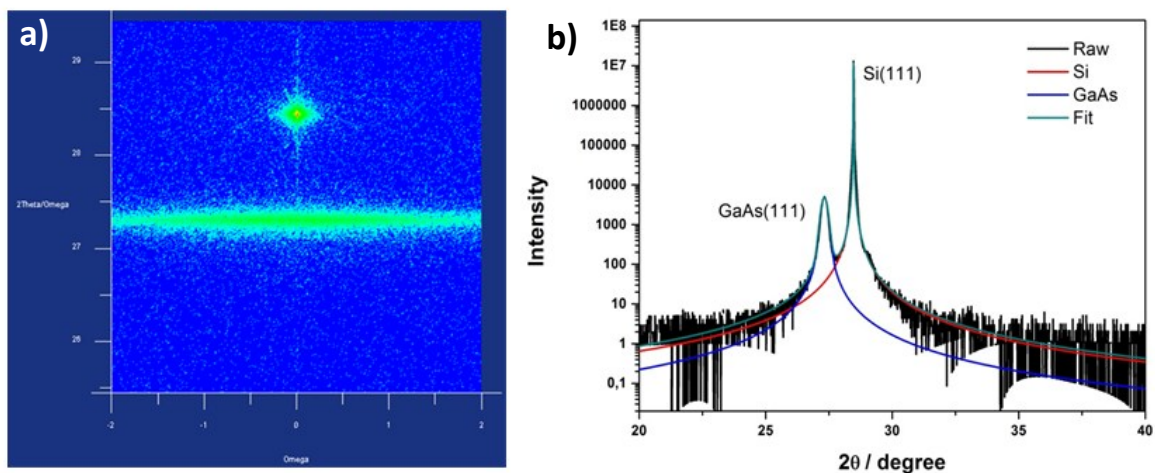 a)
29
28
2Theta/Omega
27
26
-2
-1
0
1
2
Omega
b)
1E8
1E7
1000000
100000
10000
1000
100
10
1
0,1
Intensity
Si(111)
GaAs(111)
Raw
Si
GaAs
Fit
20
25
30
35
40
2θ / degree